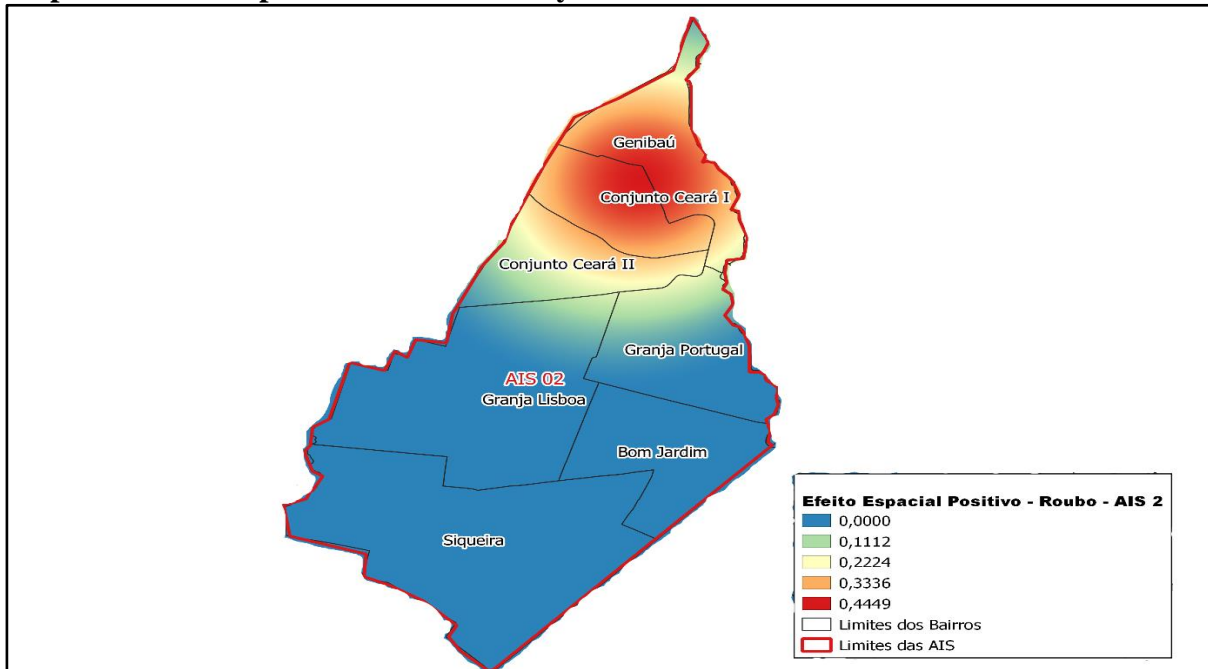 Genibaú
Conjunto Ceará I
Conjunto Ceará II
Granja Portugal
AIS 02
Granja Lisboa
Bom Jardim
Siqueira
Efeito Espacial Positivo - Roubo - AIS 2
0,0000
0,1112
0,2224
0,3336
0,4449
Limites dos Bairros
Limites das AIS